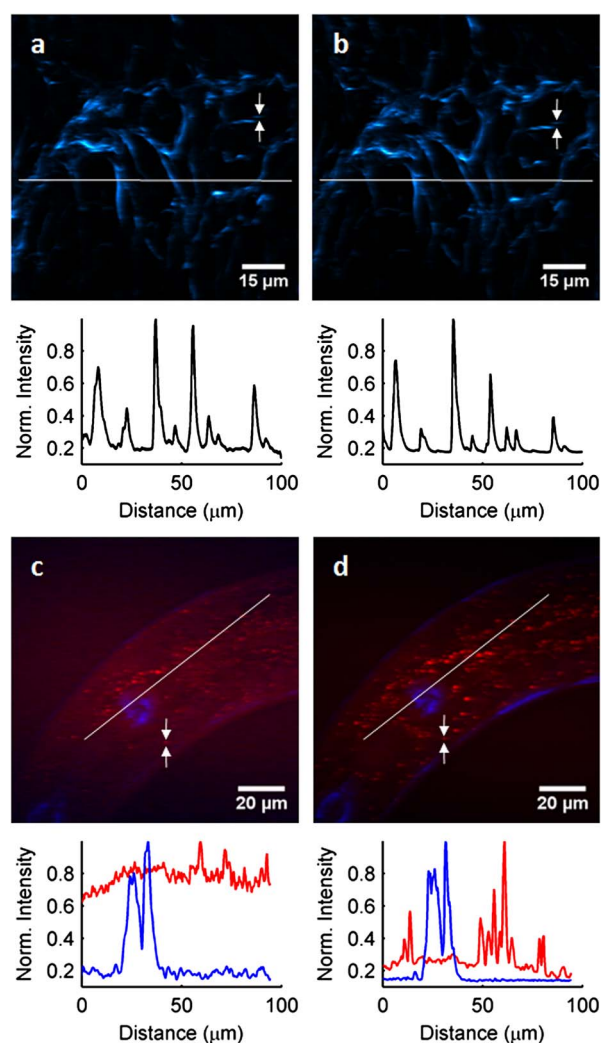 a
b
15 µm
15 µm
Norm. Intensity
0.8
0.6
0.4
0.2
0 50 100
Distance (µm)
Norm. Intensity
0.8
0.6
0.4
0.2
0 50 100
Distance (µm)
c
d
20 µm
20 µm
Norm. Intensity
0.8
0.6
0.4
0.2
0 50 100
Distance (µm)
Norm. Intensity
0.8
0.6
0.4
0.2
0 50 100
Distance (µm)